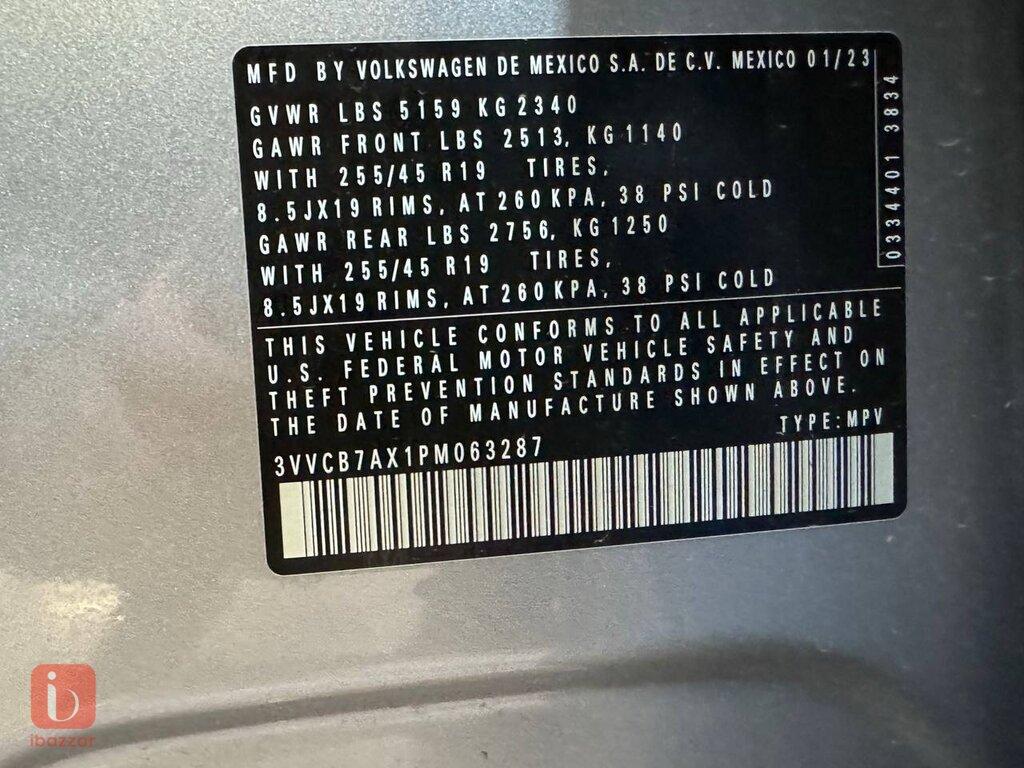 MFD BY VOLKSWAGEN DE MEXICO S.A. DE C.V. MEXICO 01/23
GVWR LBS 5159 KG 2340
GAWR FRONT LBS 2513, KG 1140
WITH 255/45 R19 TIRES,
8.5JX19 RIMS, AT 260 KPA, 38 PSI COLD
GAWR REAR LBS 2756, KG 1250
WITH 255/45 R19 TIRES,
8.5JX19 RIMS, AT 260 KPA, 38 PSI COLD
0334401 3834
THIS VEHICLE CONFORMS TO ALL APPLICABLE
U.S. FEDERAL MOTOR VEHICLE SAFETY AND
THEFT PREVENTION STANDARDS IN EFFECT ON
THE DATE OF MANUFACTURE SHOWN ABOVE.
TYPE: MPV
3VVCB7AX1PM063287
ibazzar